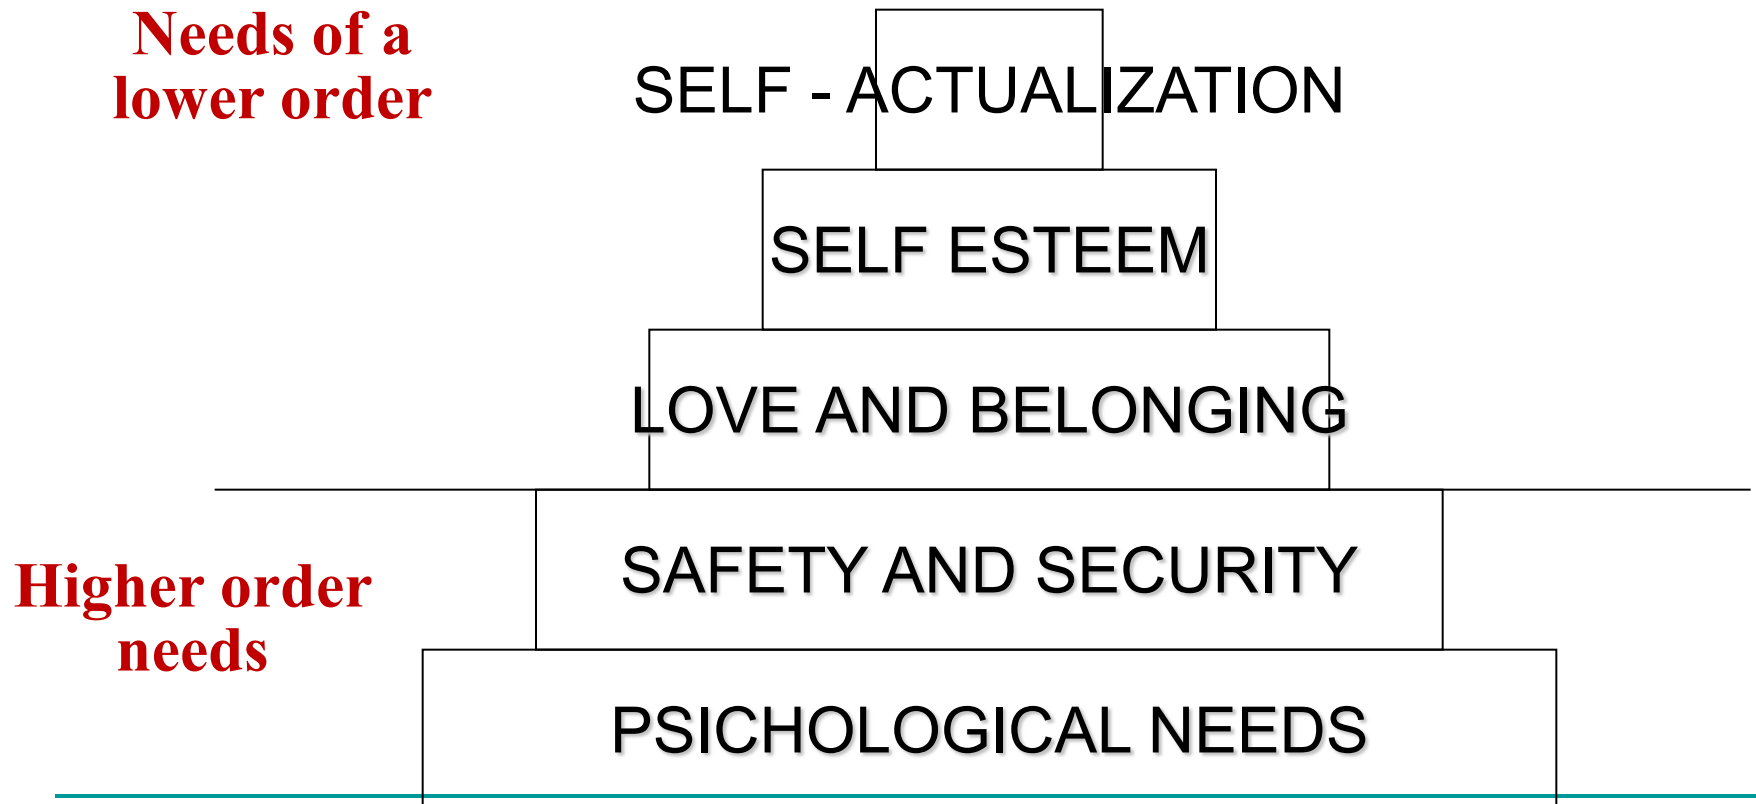 Needs of a
lower order
SELF - ACTUALIZATION
SELF ESTEEM
LOVE AND BELONGING
SAFETY AND SECURITY
Higher order
needs
PSICHOLOGICAL NEEDS